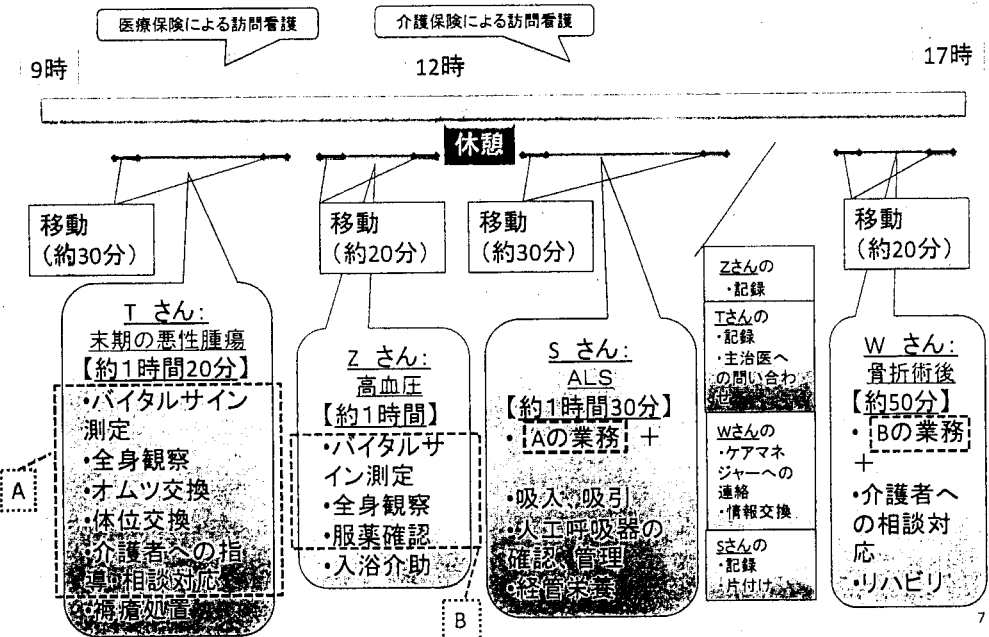 医療保険による訪問看護
介護保険による訪問看護
9時
12時
17時
休憩
移動
(約30分)
移動
(約20分)
移動
(約30分)
移動
(約20分)
T さん:
末期の悪性腫瘍
【約1時間20分】
・バイタルサイン
測定
・全身観察
・オムツ交換
・体位交換
・介護者への指
導・相談対応
・褥瘡処置
A
Z さん:
高血圧
【約1時間】
・バイタルサ
イン測定
・全身観察
・服薬確認
・入浴介助
B
S さん:
ALS
【約1時間30分】
・Aの業務 +
・吸入、吸引
・人工呼吸器の
確認、管理
・経管栄養
Zさんの
・記録
Tさんの
・記録
・主治医へ
の問い合わ
せ
Wさんの
・ケアマネ
ジャーへの
連絡
・情報交換
Sさんの
・記録
・片付け
W さん:
骨折術後
【約50分】
・Bの業務
+
・介護者へ
の相談対
応
・リハビリ
7